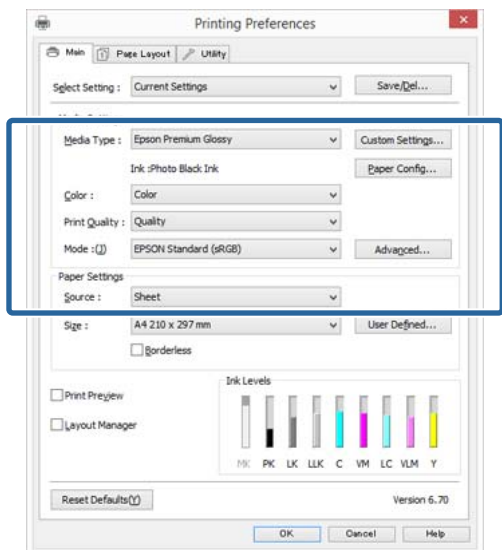 Printing Preferences
Main Page Layout Utility
Select Setting : Current Settings Save/Del...
Media Type : Epson Premium Glossy Custom Settings...
Ink :Photo Black Ink Paper Config...
Color : Color
Print Quality : Quality
Mode :(J) EPSON Standard (sRGB) Advanced...
Paper Settings
Source : Sheet
Size : A4 210 x 297 mm User Defined...
Borderless
Print Preview
Layout Manager
Ink Levels
MK PK LK LLK C VM LC VLM Y
Reset Defaults(Y) Version 6.70
OK Cancel Help